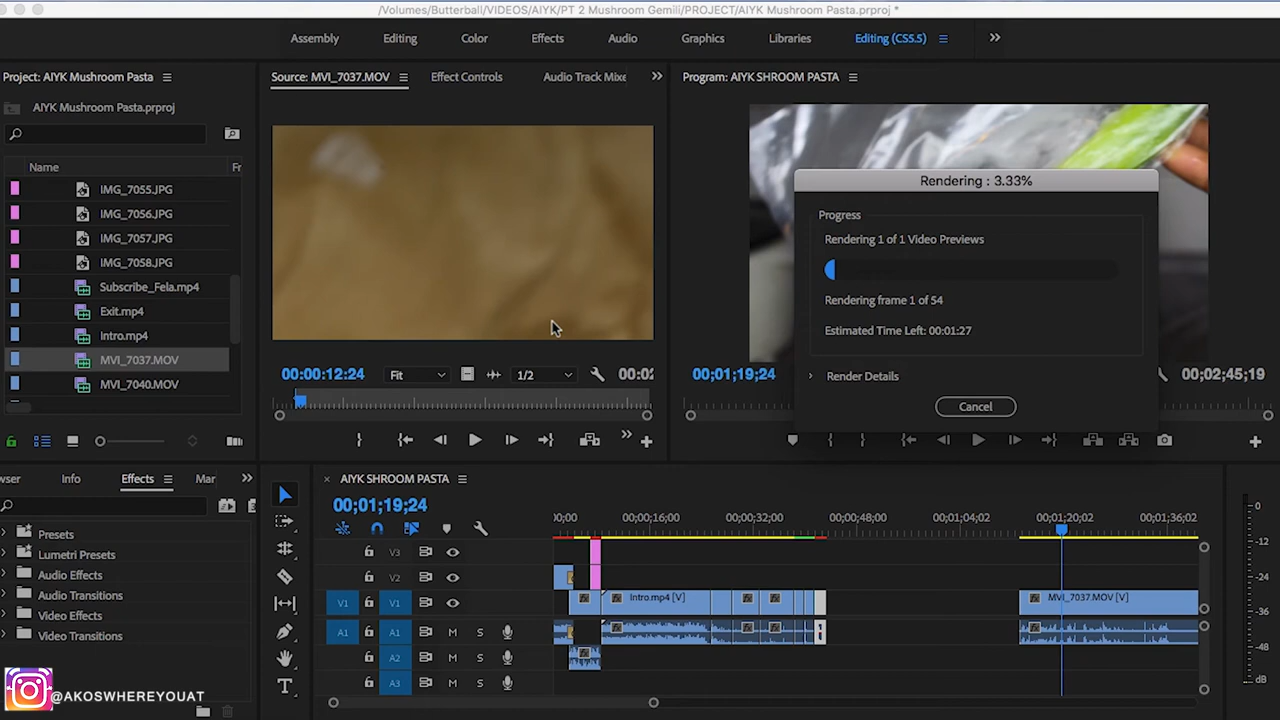 /Volumes/Butterball/VIDEOS/AIYK/PT 2 Mushroom Gemili/PROJECT/AIYK Mushroom Pasta.prproj *
Assembly Editing Color Effects Audio Graphics Libraries Editing (CS5.5)
Project: AIYK Mushroom Pasta
AIYK Mushroom Pasta.prproj
Name Fr
IMG_7055.JPG
IMG_7056.JPG
IMG_7057.JPG
IMG_7058.JPG
Subscribe_Fela.mp4
Exit.mp4
Intro.mp4
MVI_7037.MOV
MVI_7040.MOV
Source: MVI_7037.MOV Effect Controls Audio Track Mixe
00:00:12:24 Fit 1/2 00:02
Program: AIYK SHROOM PASTA
Rendering : 3.33%
Progress
Rendering 1 of 1 Video Previews
Rendering frame 1 of 54
Estimated Time Left: 00:01:27
Render Details
Cancel
00;01;19;24 00;02;45;19
wser Info Effects Mar
Presets
Lumetri Presets
Audio Effects
Audio Transitions
Video Effects
Video Transitions
AIYK SHROOM PASTA
00;01;19;24
;00;00 00;00;16;00 00;00;32;00 00;00;48;00 00;01;04;02 00;01;20;02 00;01;36;02
V3
V2
V1 V1 Intro.mp4 [V] MVI_7037.MOV [V]
A1 A1 M S
A2 M S
A3 M S
0
-12
-24
-36
-48
dB
@AKOSWHEREYOUAT